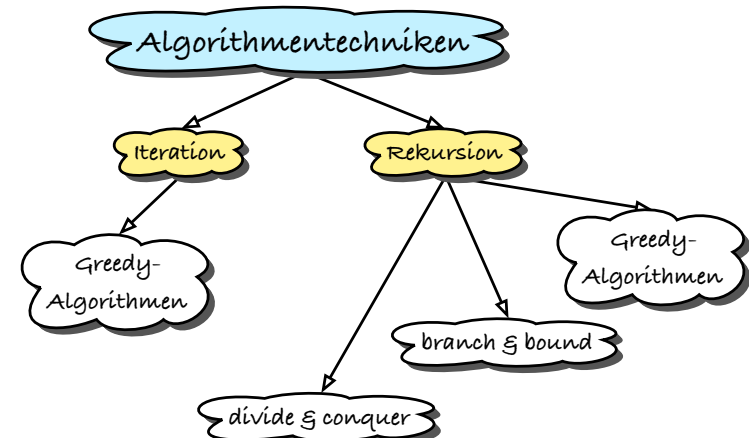 Algorithmentechniken
Iteration
Rekursion
Greedy-
Algorithmen
Greedy-
Algorithmen
branch & bound
divide & conquer